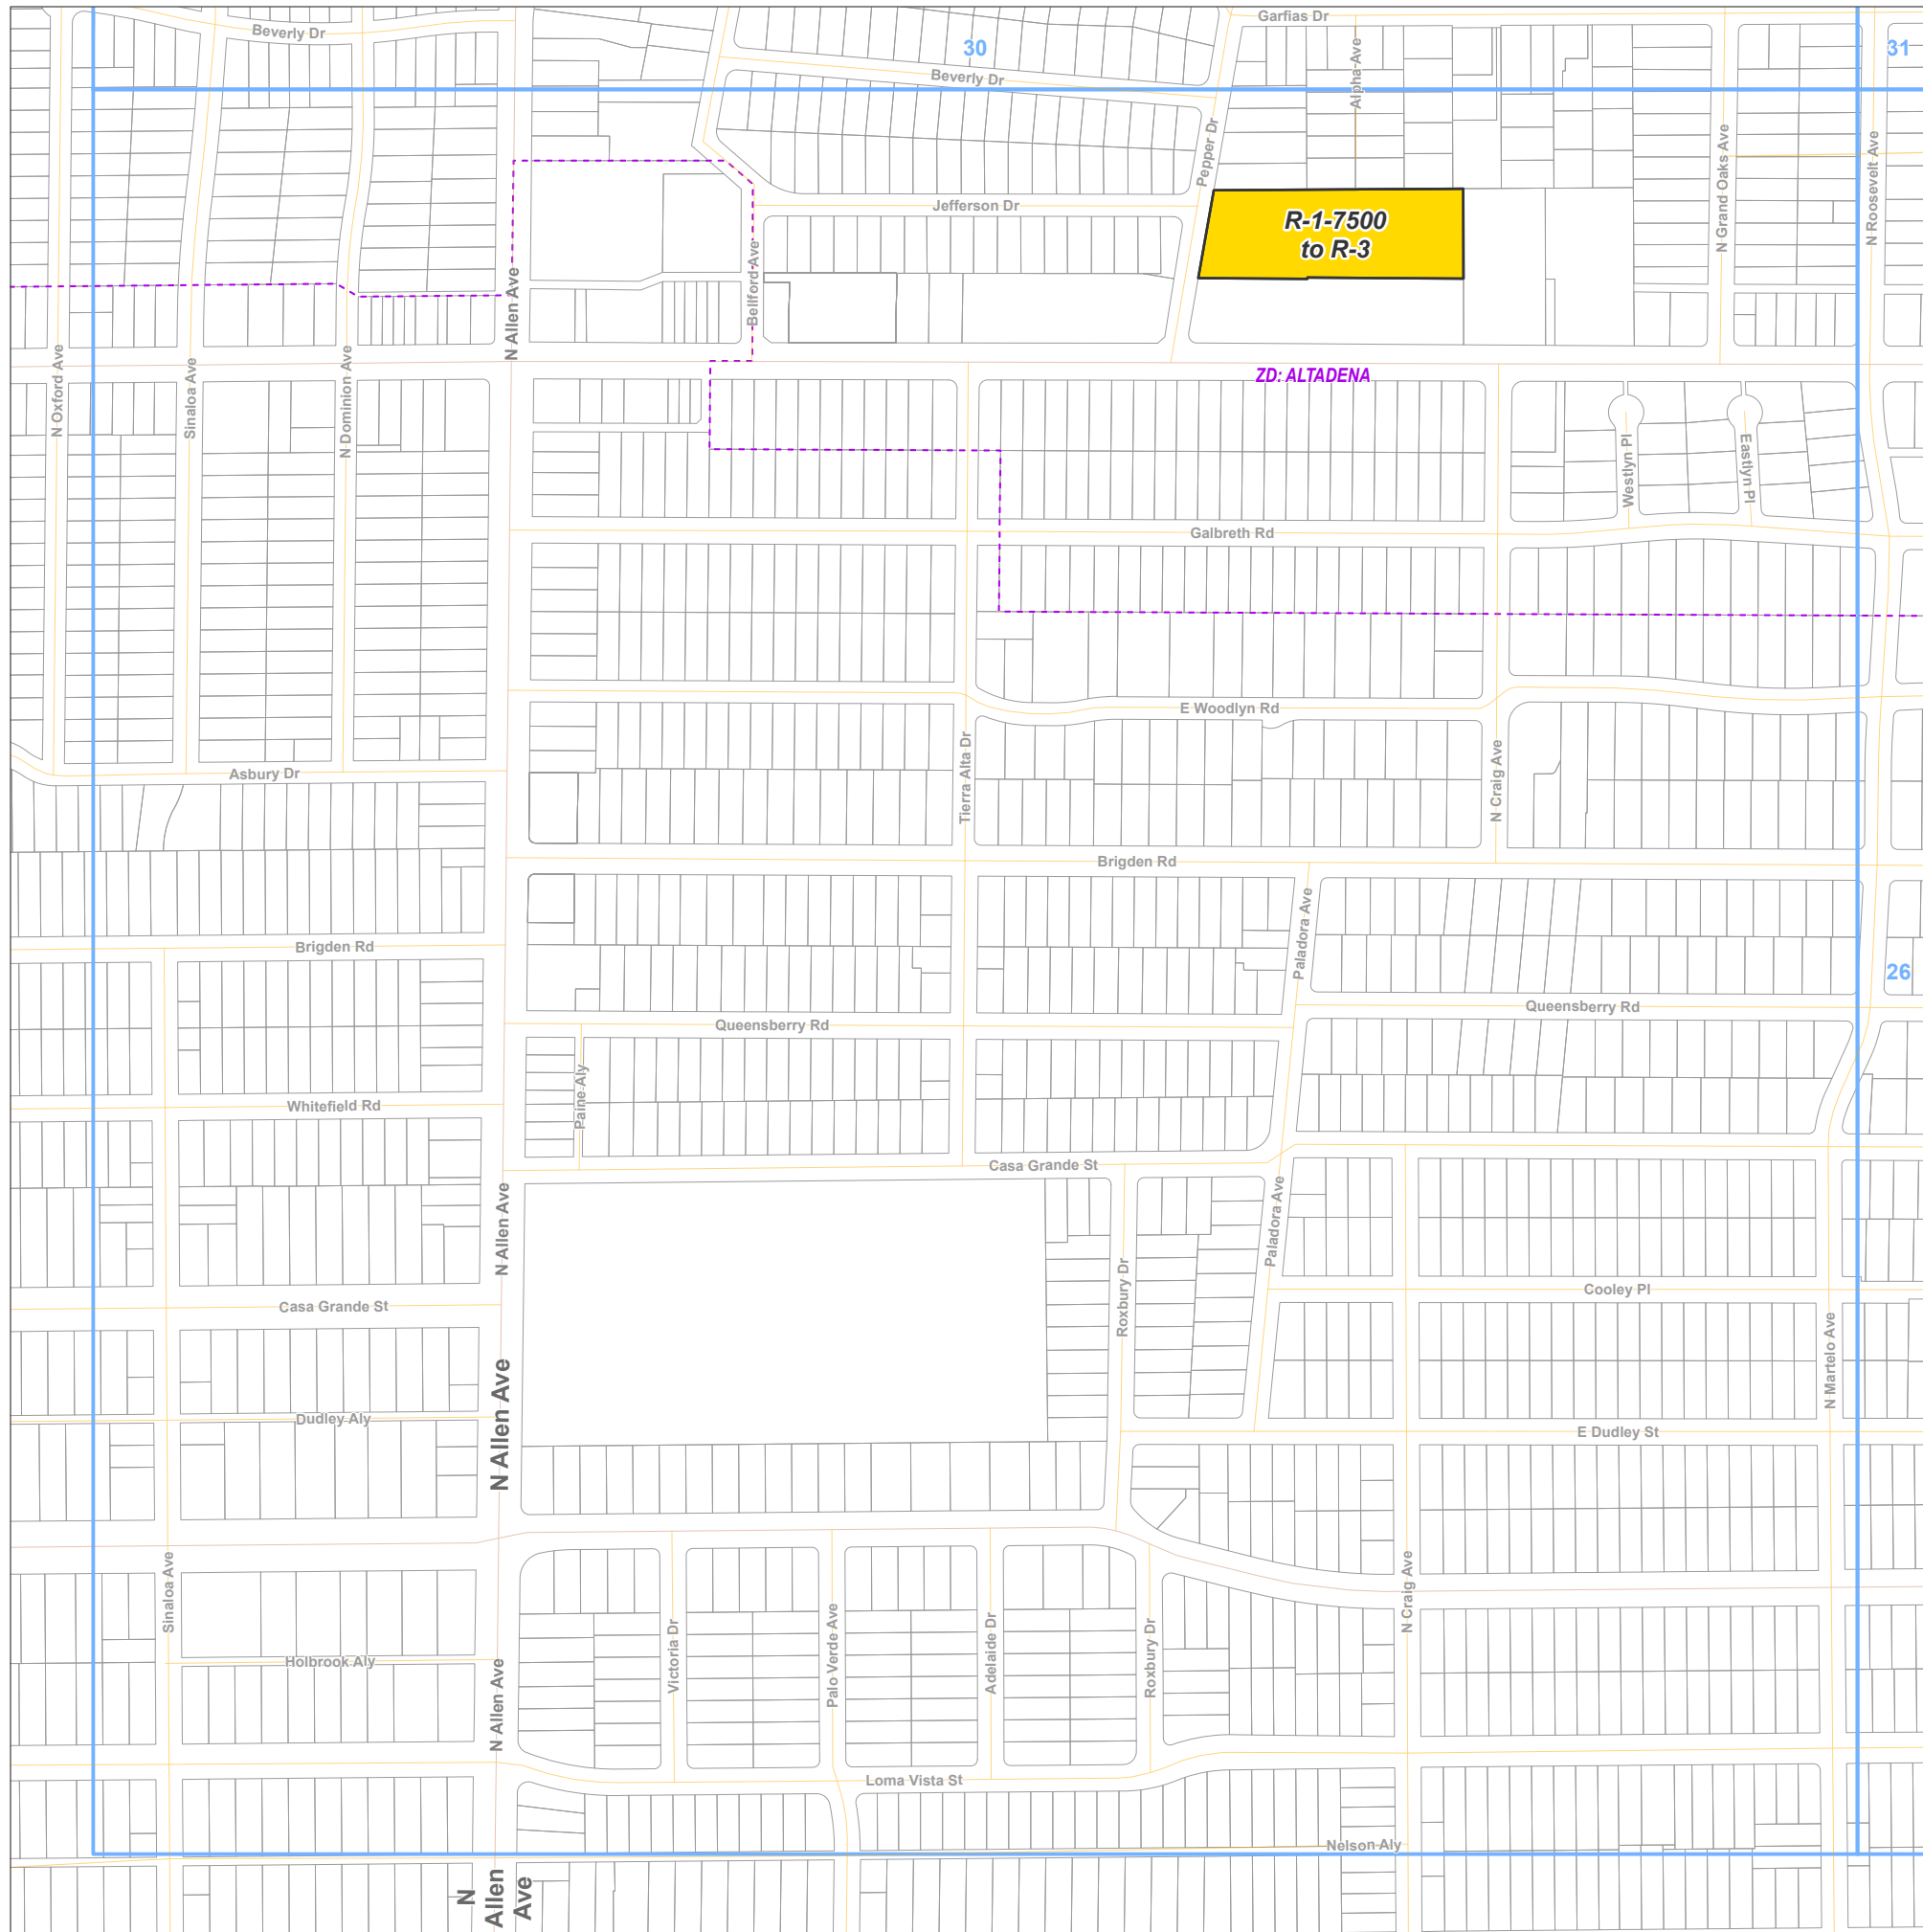 Garfias Dr
Beverly Dr
30
31
Beverly Dr
Alpha Ave
Pepper Dr
N Grand Oaks Ave
N Roosevelt Ave
Jefferson Dr
R-1-7500
to R-3
Bellford Ave
N Allen Ave
ZD: ALTADENA
N Oxford Ave
Sinaloa Ave
N Dominion Ave
Westlyn Pl
Eastlyn Pl
Galbreth Rd
E Woodlyn Rd
Tierra Alta Dr
N Craig Ave
Asbury Dr
Brigden Rd
Paladora Ave
Brigden Rd
26
Queensberry Rd
Queensberry Rd
Paine Aly
Whitefield Rd
Casa Grande St
N Allen Ave
Paladora Ave
Roxbury Dr
Cooley Pl
Casa Grande St
N Martelo Ave
N Allen Ave
Dudley Aly
E Dudley St
Sinaloa Ave
N Craig Ave
Victoria Dr
Palo Verde Ave
Adelaide Dr
Roxbury Dr
Holbrook Aly
N Allen Ave
Loma Vista St
Nelson Aly
N
Allen
Ave